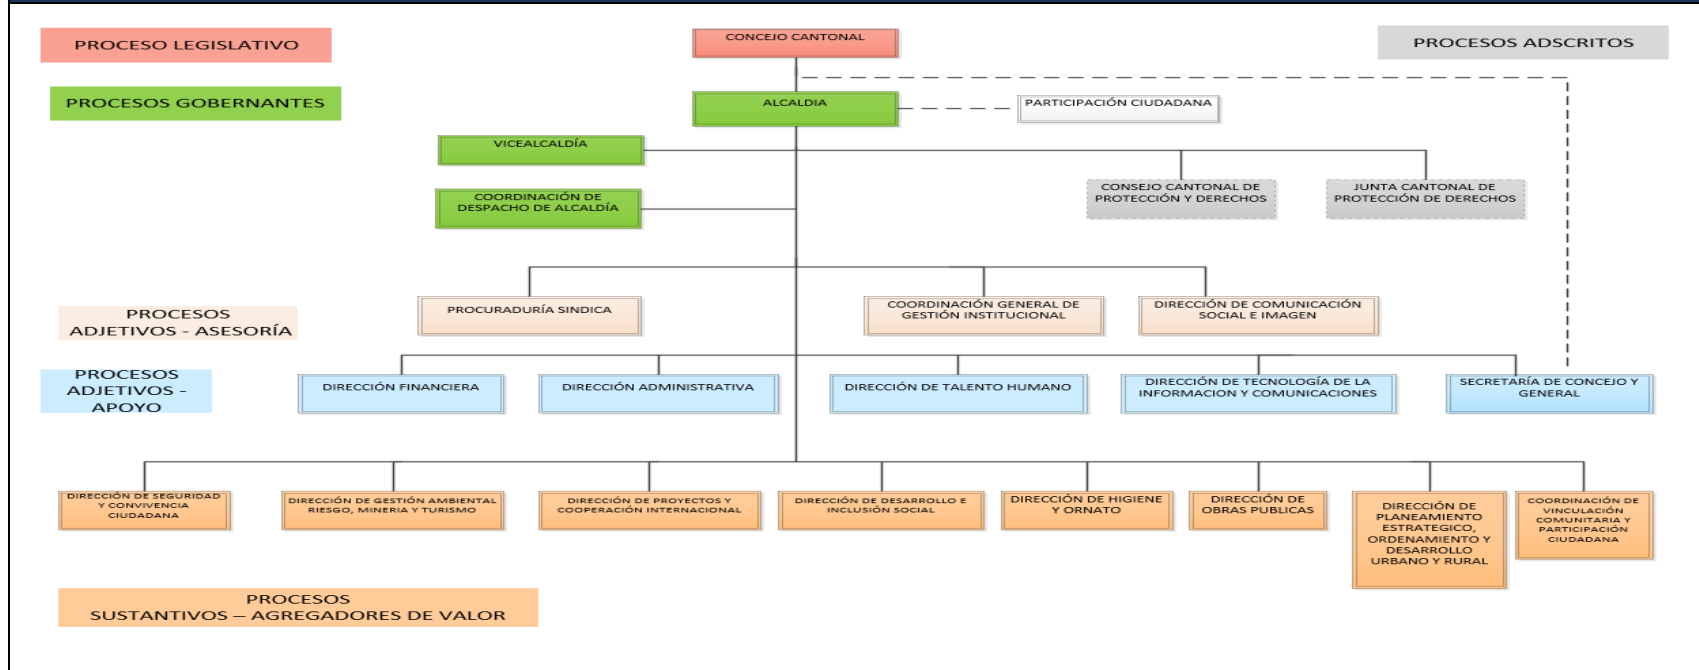 PROCESO LEGISLATIVO
CONCEJO CANTONAL
PROCESOS ADSCRITOS
PROCESOS GOBERNANTES
ALCALDIA
PARTICIPACIÓN CIUDADANA
VICEALCALDÍA
COORDINACIÓN DE
DESPACHO DE ALCALDÍA
CONSEJO CANTONAL DE
PROTECCIÓN Y DERECHOS
JUNTA CANTONAL DE
PROTECCIÓN DE DERECHOS
PROCESOS
ADJETIVOS - ASESORÍA
PROCURADURÍA SINDICA
COORDINACIÓN GENERAL DE
GESTIÓN INSTITUCIONAL
DIRECCIÓN DE COMUNICACIÓN
SOCIAL E IMAGEN
PROCESOS
ADJETIVOS -
APOYO
DIRECCIÓN FINANCIERA
DIRECCIÓN ADMINISTRATIVA
DIRECCIÓN DE TALENTO HUMANO
DIRECCIÓN DE TECNOLOGÍA DE LA
INFORMACION Y COMUNICACIONES
SECRETARÍA DE CONCEJO Y
GENERAL
DIRECCIÓN DE SEGURIDAD
Y CONVIVENCIA
CIUDADANA
DIRECCIÓN DE GESTIÓN AMBIENTAL
RIESGO, MINERIA Y TURISMO
DIRECCIÓN DE PROYECTOS Y
COOPERACIÓN INTERNACIONAL
DIRECCIÓN DE DESARROLLO E
INCLUSIÓN SOCIAL
DIRECCIÓN DE HIGIENE
Y ORNATO
DIRECCIÓN DE
OBRAS PUBLICAS
DIRECCIÓN DE
PLANEAMIENTO
ESTRATEGICO,
ORDENAMIENTO Y
DESARROLLO
URBANO Y RURAL
COORDINACIÓN DE
VINCULACIÓN
COMUNITARIA Y
PARTICIPACIÓN
CIUDADANA
PROCESOS
SUSTANTIVOS – AGREGADORES DE VALOR